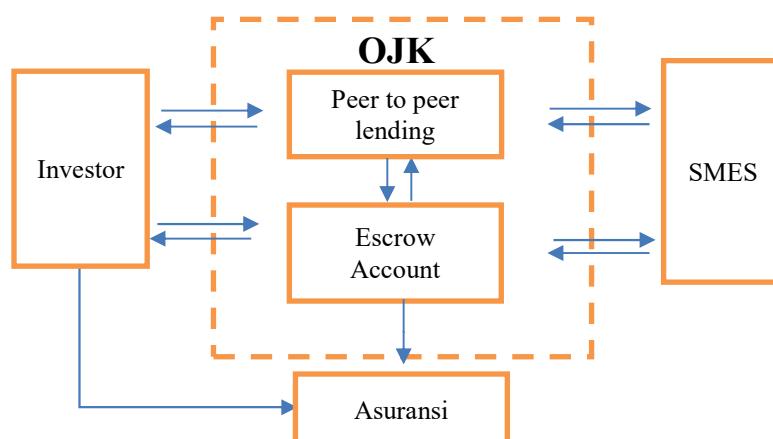 OJK
Peer to peer
lending
Investor
SMES
Escrow
Account
Asuransi